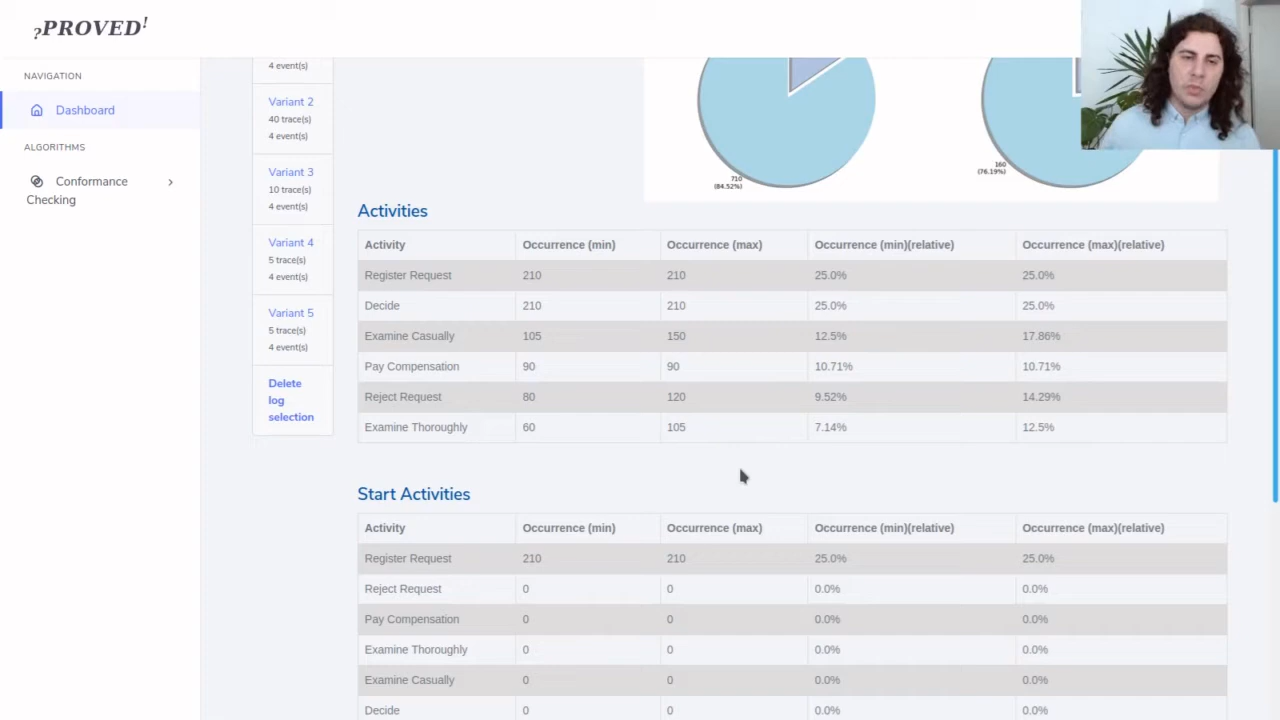 ?PROVED!
NAVIGATION
Dashboard
ALGORITHMS
Conformance
Checking
4 event(s)
Variant 2
40 trace(s)
4 event(s)
Variant 3
10 trace(s)
4 event(s)
Variant 4
5 trace(s)
4 event(s)
Variant 5
5 trace(s)
4 event(s)
Delete
log
selection
710
(84.52%)
160
(76.19%)
Activities
Activity Occurrence (min) Occurrence (max) Occurrence (min)(relative) Occurrence (max)(relative)
Register Request 210 210 25.0% 25.0%
Decide 210 210 25.0% 25.0%
Examine Casually 105 150 12.5% 17.86%
Pay Compensation 90 90 10.71% 10.71%
Reject Request 80 120 9.52% 14.29%
Examine Thoroughly 60 105 7.14% 12.5%
Start Activities
Activity Occurrence (min) Occurrence (max) Occurrence (min)(relative) Occurrence (max)(relative)
Register Request 210 210 25.0% 25.0%
Reject Request 0 0 0.0% 0.0%
Pay Compensation 0 0 0.0% 0.0%
Examine Thoroughly 0 0 0.0% 0.0%
Examine Casually 0 0 0.0% 0.0%
Decide 0 0 0.0% 0.0%